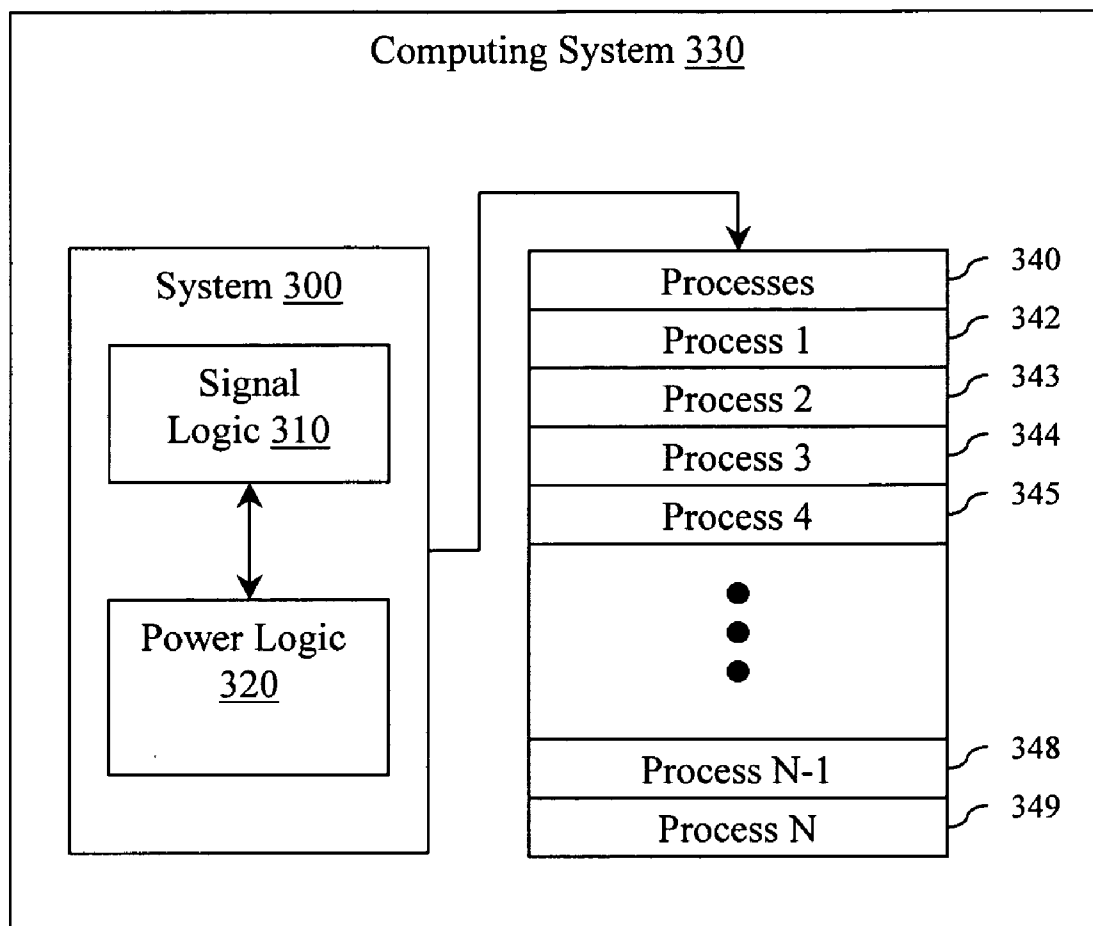 Computing System 330
System 300
Signal
Logic 310
Power Logic
320
Processes
340
Process 1
342
Process 2
343
Process 3
344
Process 4
345
Process N-1
348
Process N
349